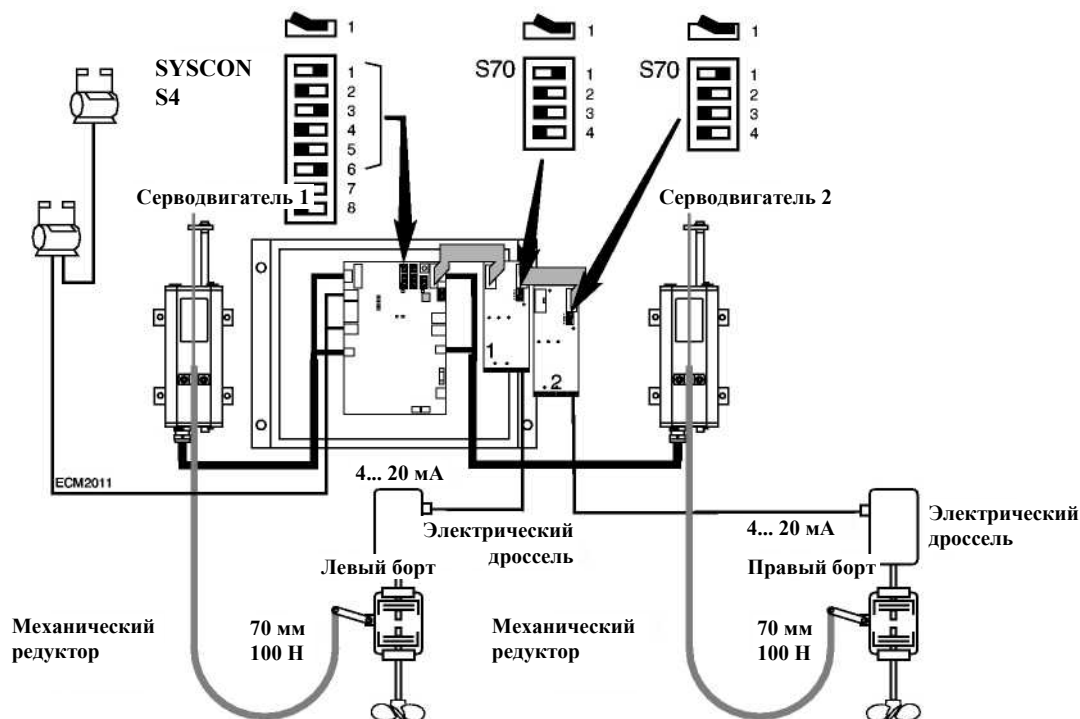 1
1
1
SYSCON
S4
1
2
3
4
5
6
7
8
S70
1
2
3
4
S70
1
2
3
4
Серводвигатель 1
Серводвигатель 2
1
2
ECM2011
4... 20 мА
Электрический
дроссель
4... 20 мА
Электрический
дроссель
Левый борт
Правый борт
Механический
редуктор
70 мм
100 Н
Механический
редуктор
70 мм
100 Н